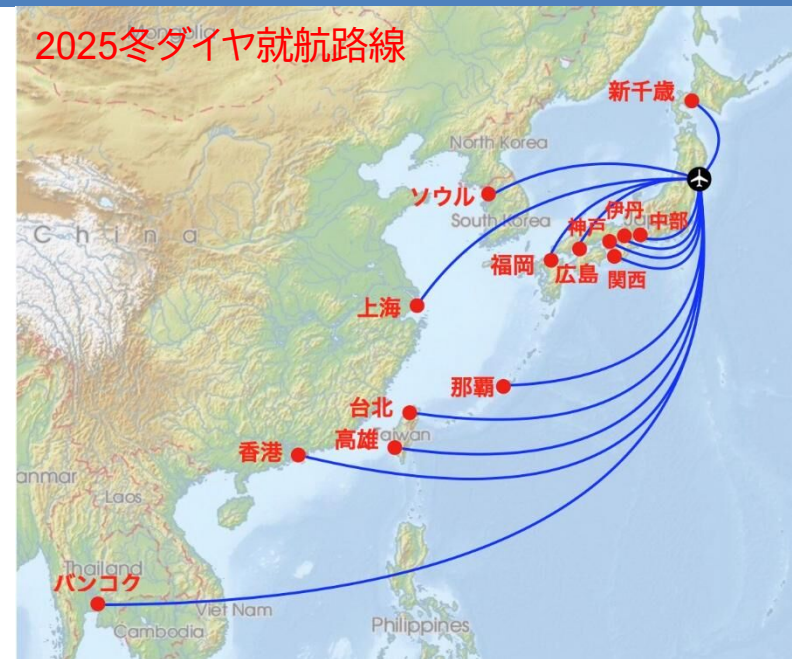 2025冬ダイヤ就航路線
Mongolia
新千歳
North Korea
ソウル
South Korea
伊丹
神戸
中部
China
福岡
広島
関西
上海
那覇
台北
高雄
Taiwan
香港
anmar
Laos
Thailand
バンコク
Viet Nam
Cambodia
Philippines